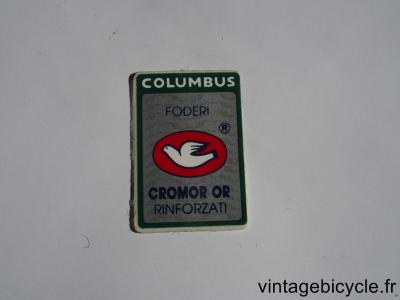 COLUMBUS
FODERI
®
CROMOR OR
RINFORZATI
vintagebicycle.fr